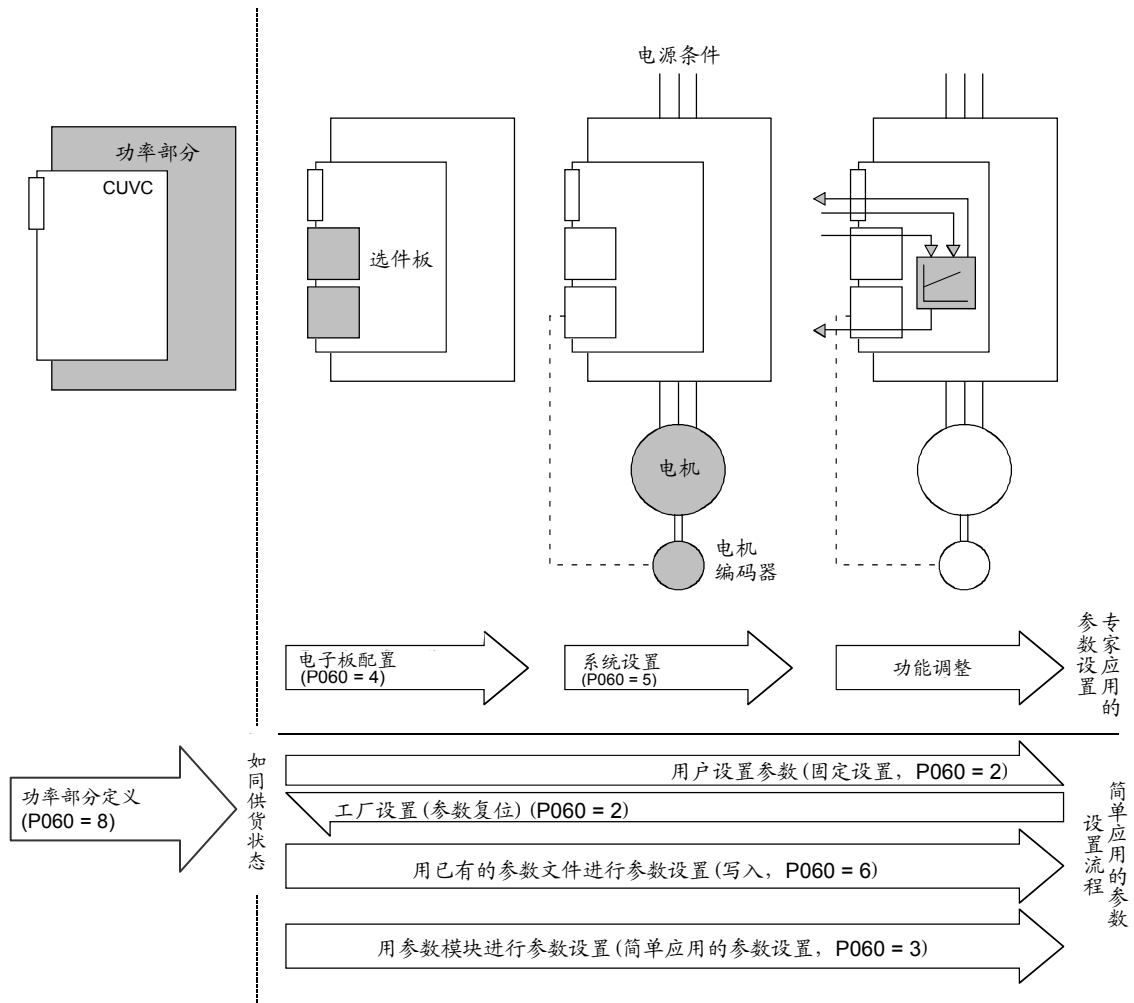 电源条件
功率部分
CUVC
选件板
电机
电机
编码器
电子板配置
(P060 = 4)
系统设置
(P060 = 5)
功能调整
专家应用的
参数设置
功率部分定义
(P060 = 8)
如同供货状态
用户设置参数(固定设置，P060 = 2)
工厂设置(参数复位) (P060 = 2)
用已有的参数文件进行参数设置(写入，P060 = 6)
用参数模块进行参数设置(简单应用的参数设置，P060 = 3)
简单应用的参数
设置流程